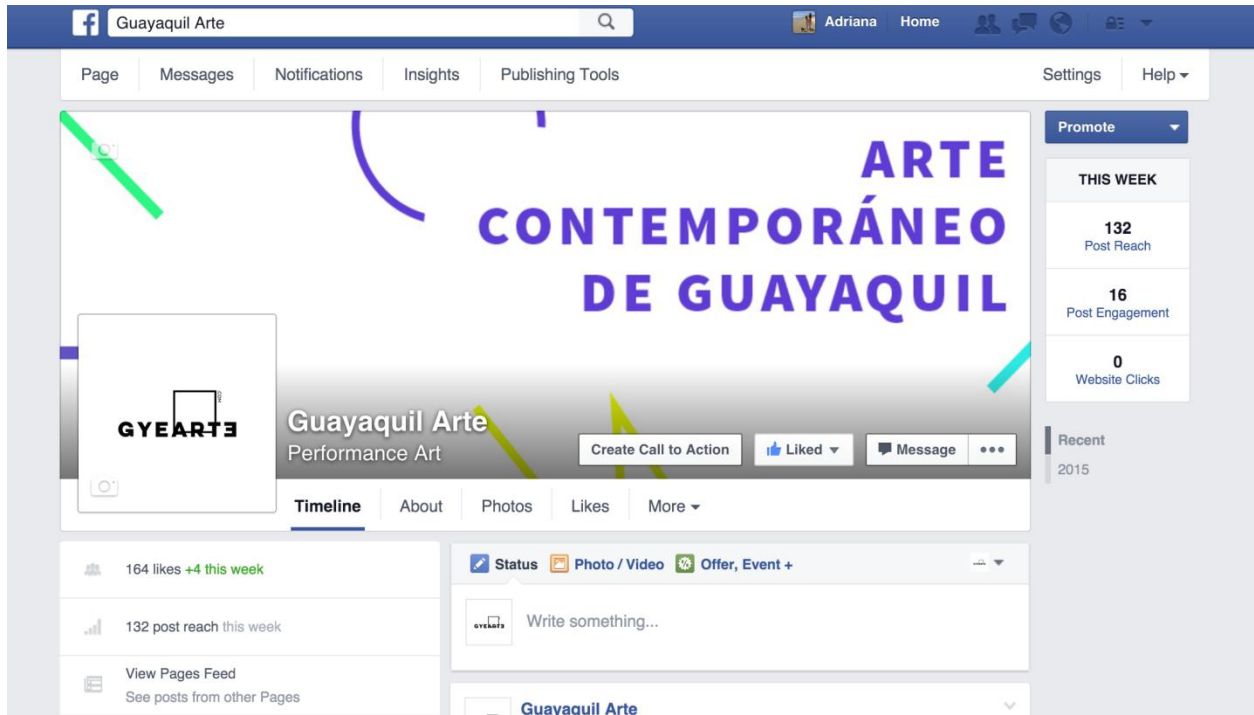 Guayaquil Arte
Adriana Home
Page Messages Notifications Insights Publishing Tools Settings Help
Promote
ARTE
CONTEMPORÁNEO
DE GUAYAQUIL
THIS WEEK
132
Post Reach
16
Post Engagement
0
Website Clicks
Recent
2015
GYEARTE
COM
Guayaquil Arte
Performance Art
Create Call to Action Liked Message
Timeline About Photos Likes More
164 likes +4 this week
132 post reach this week
View Pages Feed
See posts from other Pages
Status Photo / Video Offer, Event +
GYEARTE
Write something...
Guayaquil Arte